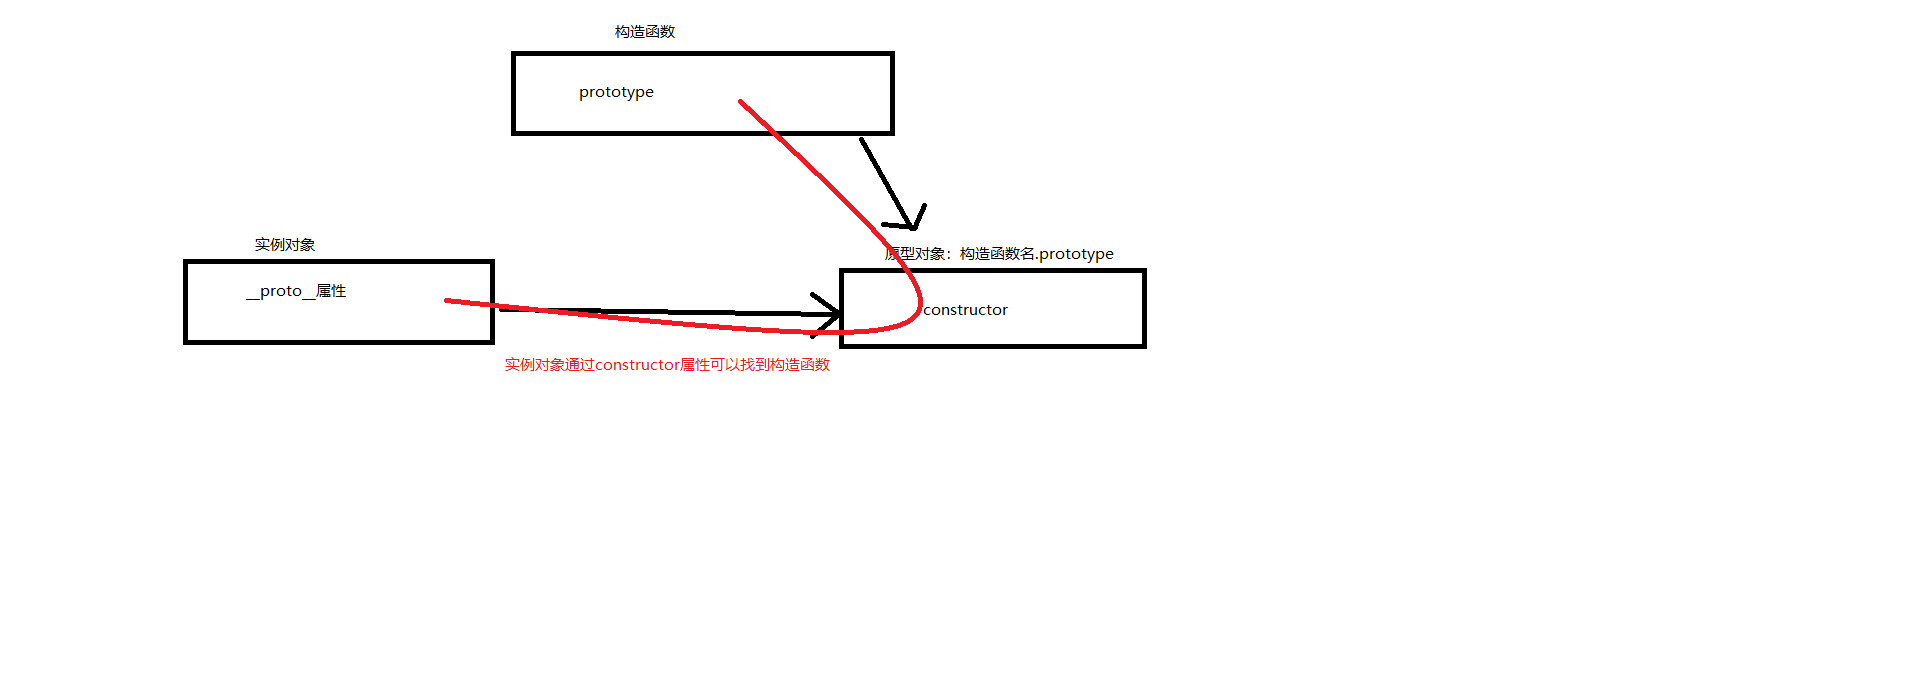 构造函数
prototype
实例对象
__proto__属性
原型对象：构造函数名.prototype
constructor
实例对象通过constructor属性可以找到构造函数